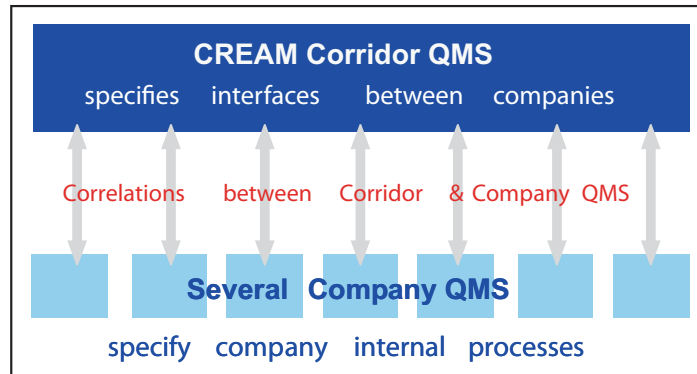 CREAM Corridor QMS
specifies interfaces between companies
Correlations between Corridor & Company QMS
Several Company QMS
specify company internal processes